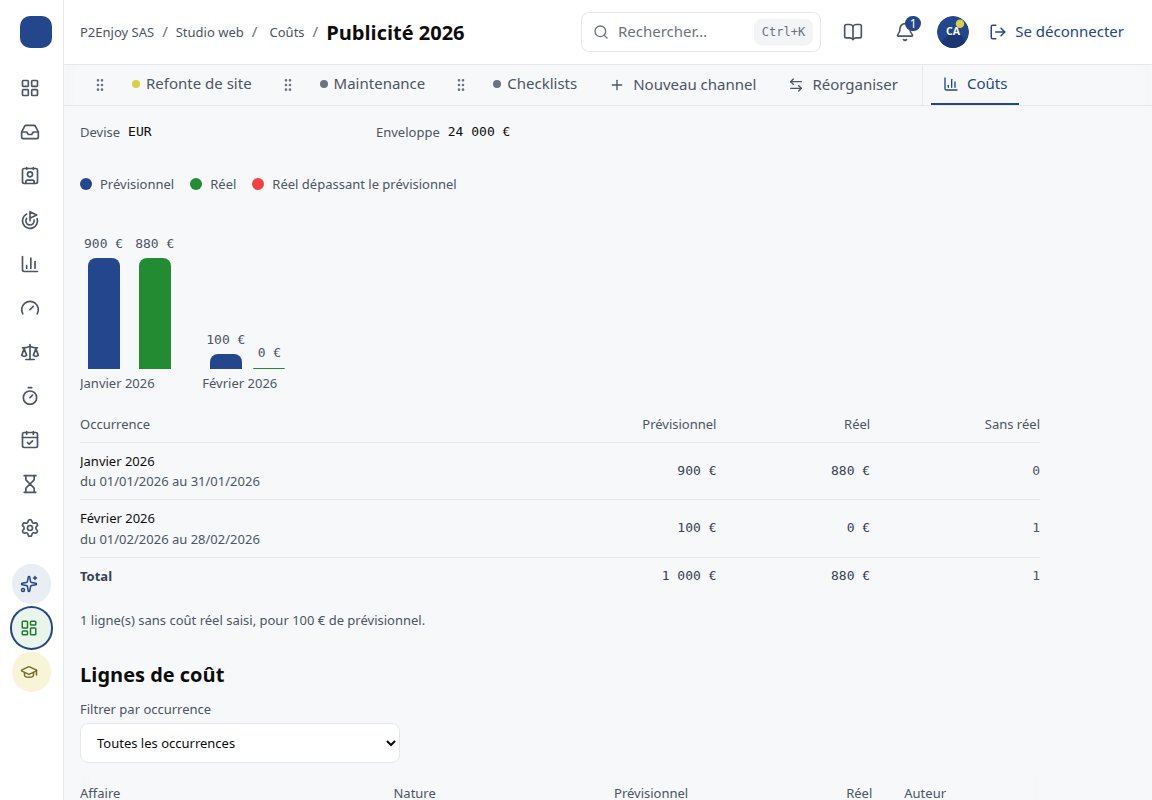 P2Enjoy SAS / Studio web / Coûts / Publicité 2026
Rechercher... Ctrl+K
1
CA
Se déconnecter
Refonte de site
Maintenance
Checklists
Nouveau channel
Réorganiser
Coûts
Devise EUR
Enveloppe 24 000 €
Prévisionnel Réel Réel dépassant le prévisionnel
900 € 880 €
100 € 0 €
Janvier 2026 Février 2026
Occurrence Prévisionnel Réel Sans réel
Janvier 2026
du 01/01/2026 au 31/01/2026
900 € 880 € 0
Février 2026
du 01/02/2026 au 28/02/2026
100 € 0 € 1
Total 1 000 € 880 € 1
1 ligne(s) sans coût réel saisi, pour 100 € de prévisionnel.
Lignes de coût
Filtrer par occurrence
Toutes les occurrences
Affaire Nature Prévisionnel Réel Auteur